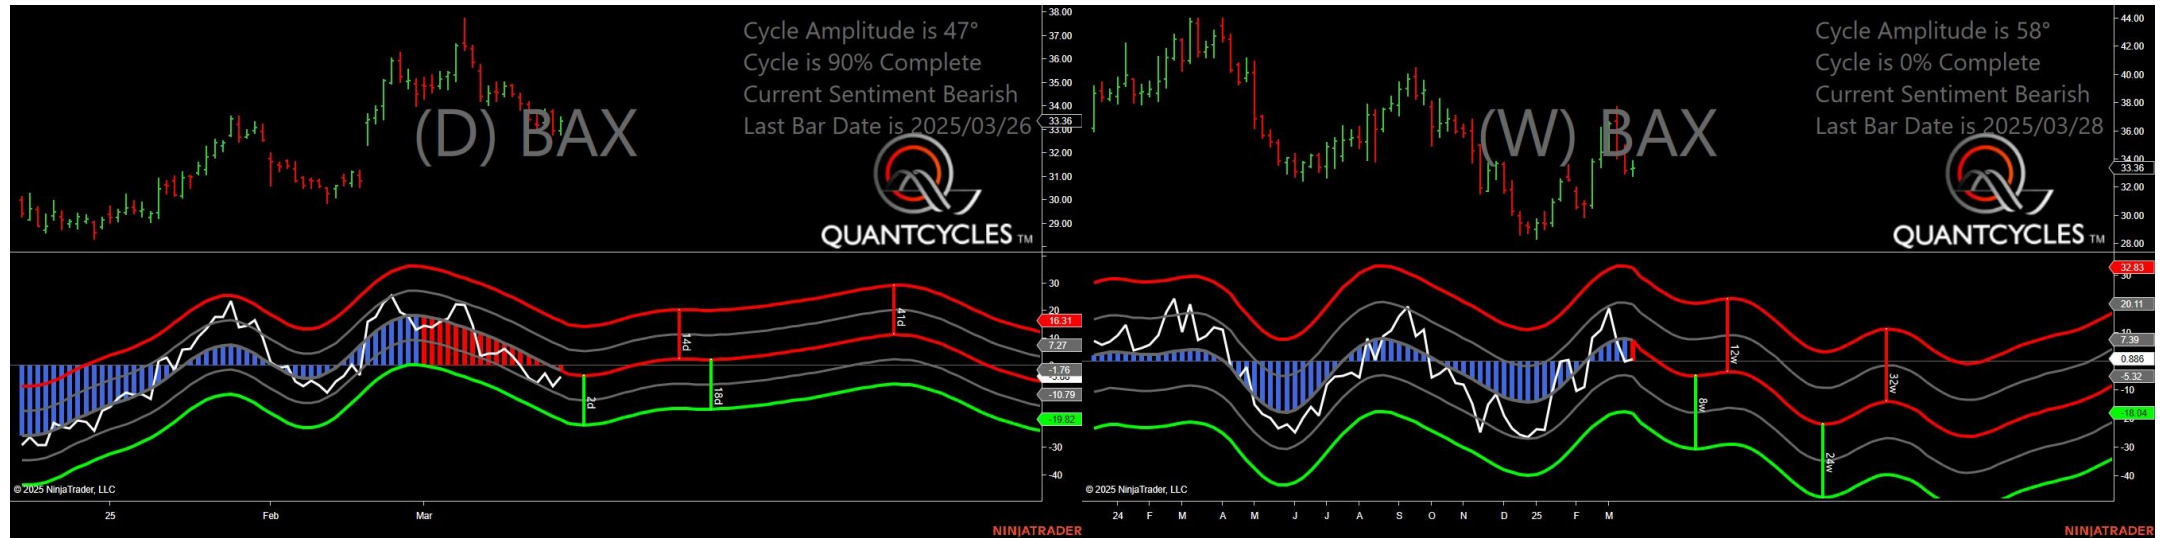 Cycle Amplitude is 47°
Cycle is 90% Complete
Current Sentiment Bearish
Last Bar Date is 2025/03/26
(D) BAX
QUANTCYCLES TM
38.00
37.00
36.00
35.00
34.00
33.36
33.00
32.00
31.00
30.00
29.00
30
20
16.31
7.27
-1.76
-10.79
-19.82
-30
-40
14d
41d
2d
18d
© 2025 NinjaTrader, LLC
25 Feb Mar
NINJATRADER
Cycle Amplitude is 58°
Cycle is 0% Complete
Current Sentiment Bearish
Last Bar Date is 2025/03/28
(W) BAX
QUANTCYCLES TM
44.00
42.00
40.00
38.00
36.00
34.00
33.36
32.00
30.00
28.00
32.83
30
20.11
10
7.39
0.886
-5.32
-10
-18.04
-20
-30
-40
12w
32w
8w
24w
© 2025 NinjaTrader, LLC
24 F M A M J J A S O N D 25 F M
NINJATRADER